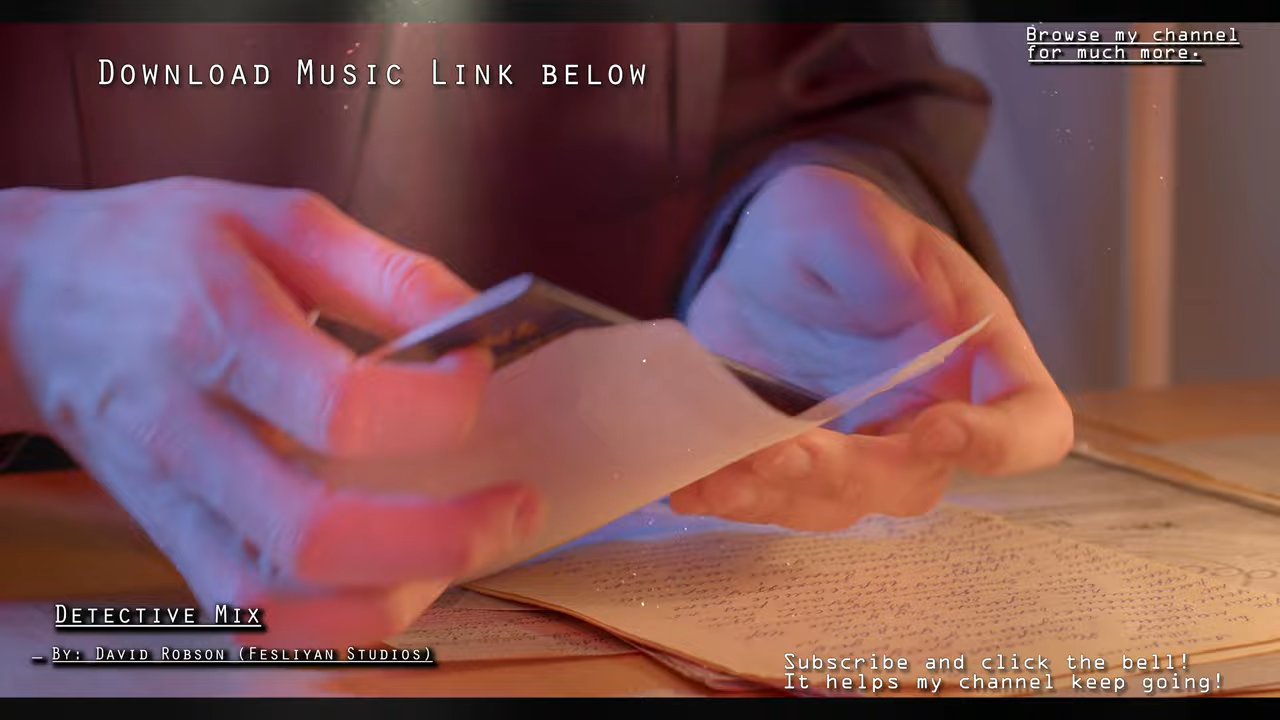 Download Music Link below
Browse my channel
for much more.
Detective Mix
_ By: David Robson (Fesliyan Studios)
Subscribe and click the bell!
It helps my channel keep going!